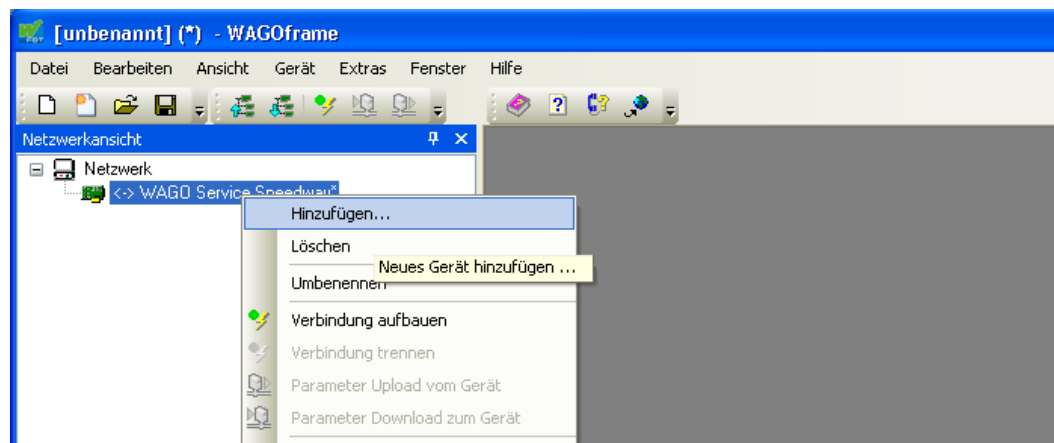 [unbenannt] (*) - WAGOframe
Datei Bearbeiten Ansicht Gerät Extras Fenster Hilfe
Netzwerkansicht
Netzwerk
<-> WAGO Service Speedway*
Hinzufügen...
Löschen
Neues Gerät hinzufügen ...
Umbenennen
Verbindung aufbauen
Verbindung trennen
Parameter Upload vom Gerät
Parameter Download zum Gerät